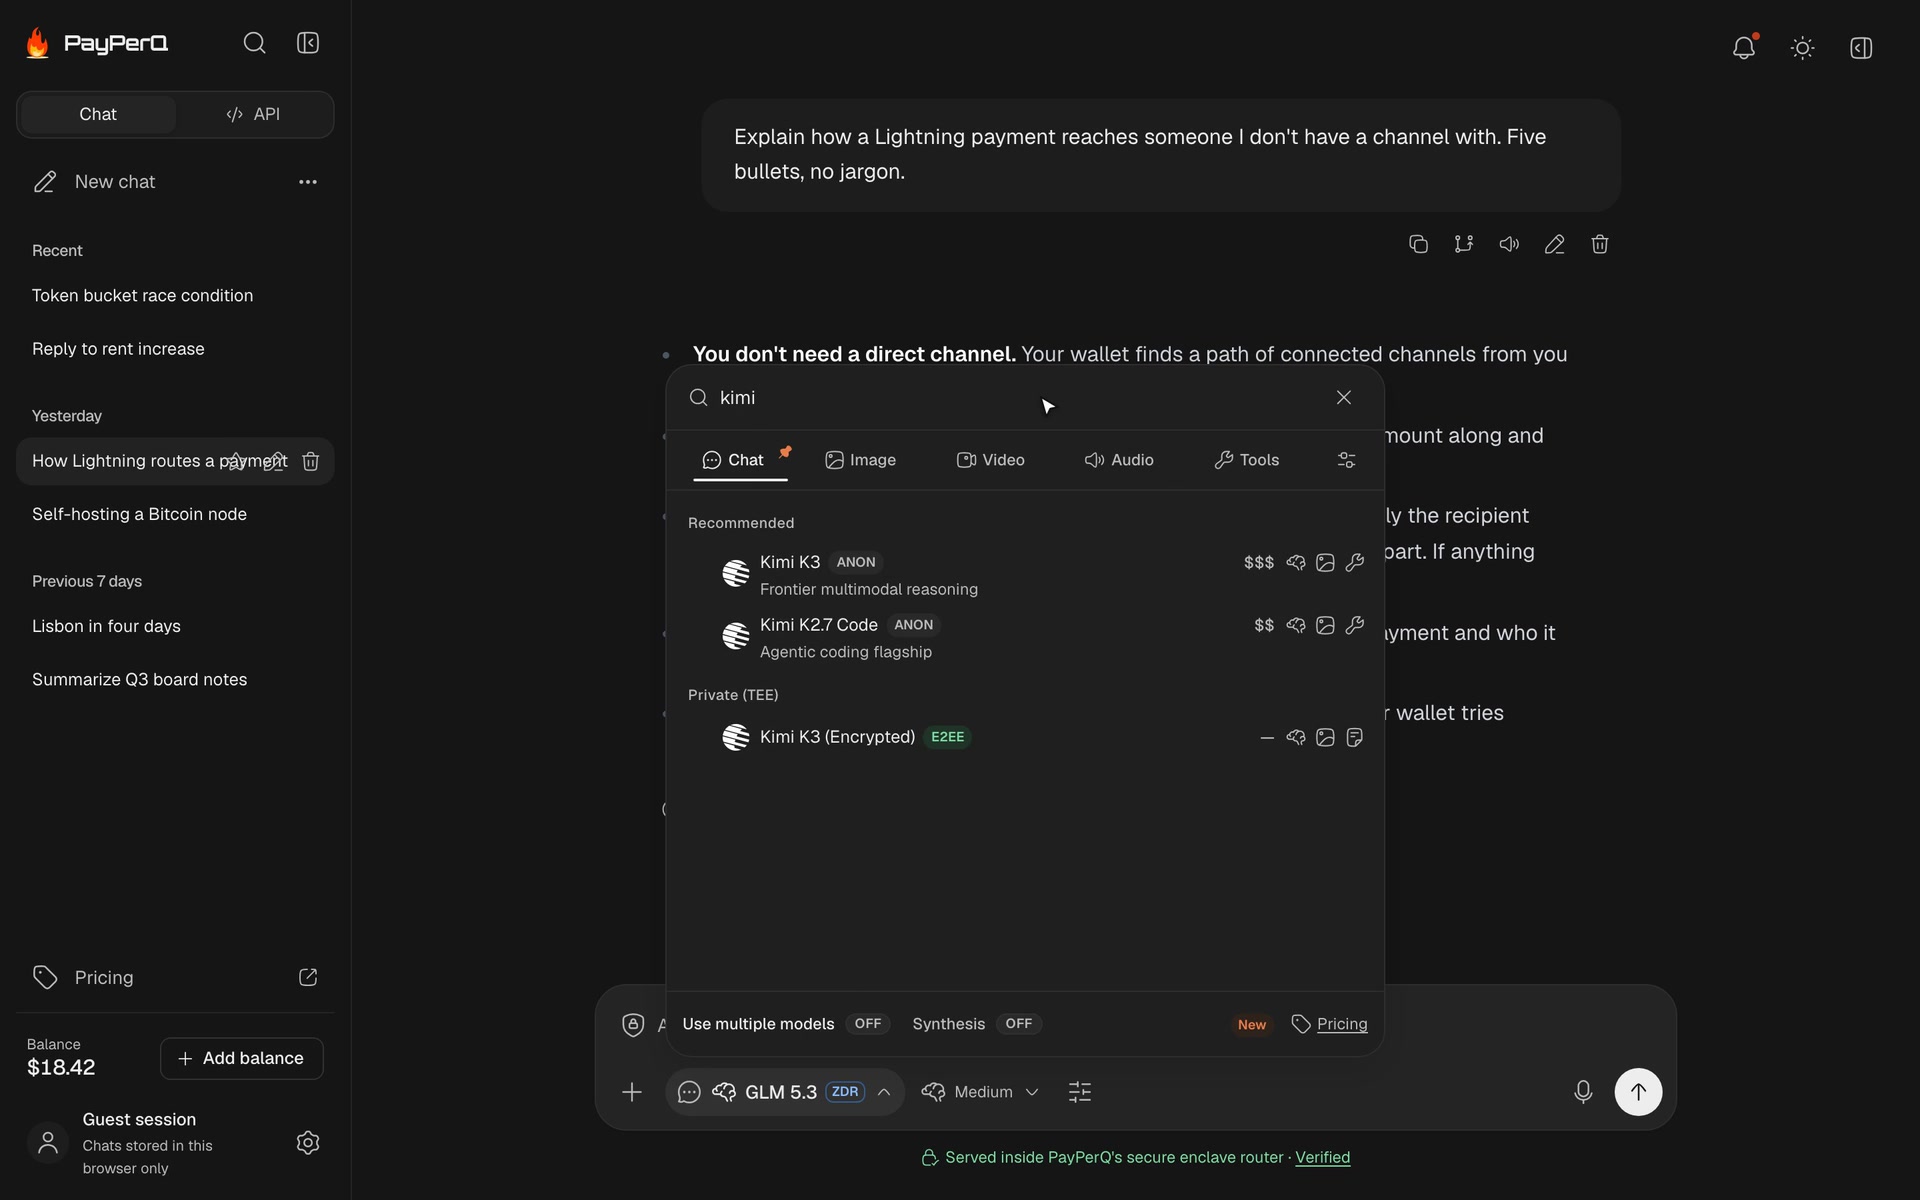 PayPerQ
Chat
API
New chat
Recent
Token bucket race condition
Reply to rent increase
Yesterday
How Lightning routes a payment
Self-hosting a Bitcoin node
Previous 7 days
Lisbon in four days
Summarize Q3 board notes
Pricing
Balance
$18.42
Add balance
Guest session
Chats stored in this
browser only
Explain how a Lightning payment reaches someone I don't have a channel with. Five
bullets, no jargon.
You don't need a direct channel. Your wallet finds a path of connected channels from you
mount along and
ly the recipient
part. If anything
yment and who it
r wallet tries
kimi
Chat
Image
Video
Audio
Tools
Recommended
Kimi K3 ANON $$$
Frontier multimodal reasoning
Kimi K2.7 Code ANON $$
Agentic coding flagship
Private (TEE)
Kimi K3 (Encrypted) E2EE —
Use multiple models OFF Synthesis OFF New Pricing
GLM 5.3 ZDR Medium
Served inside PayPerQ's secure enclave router · Verified